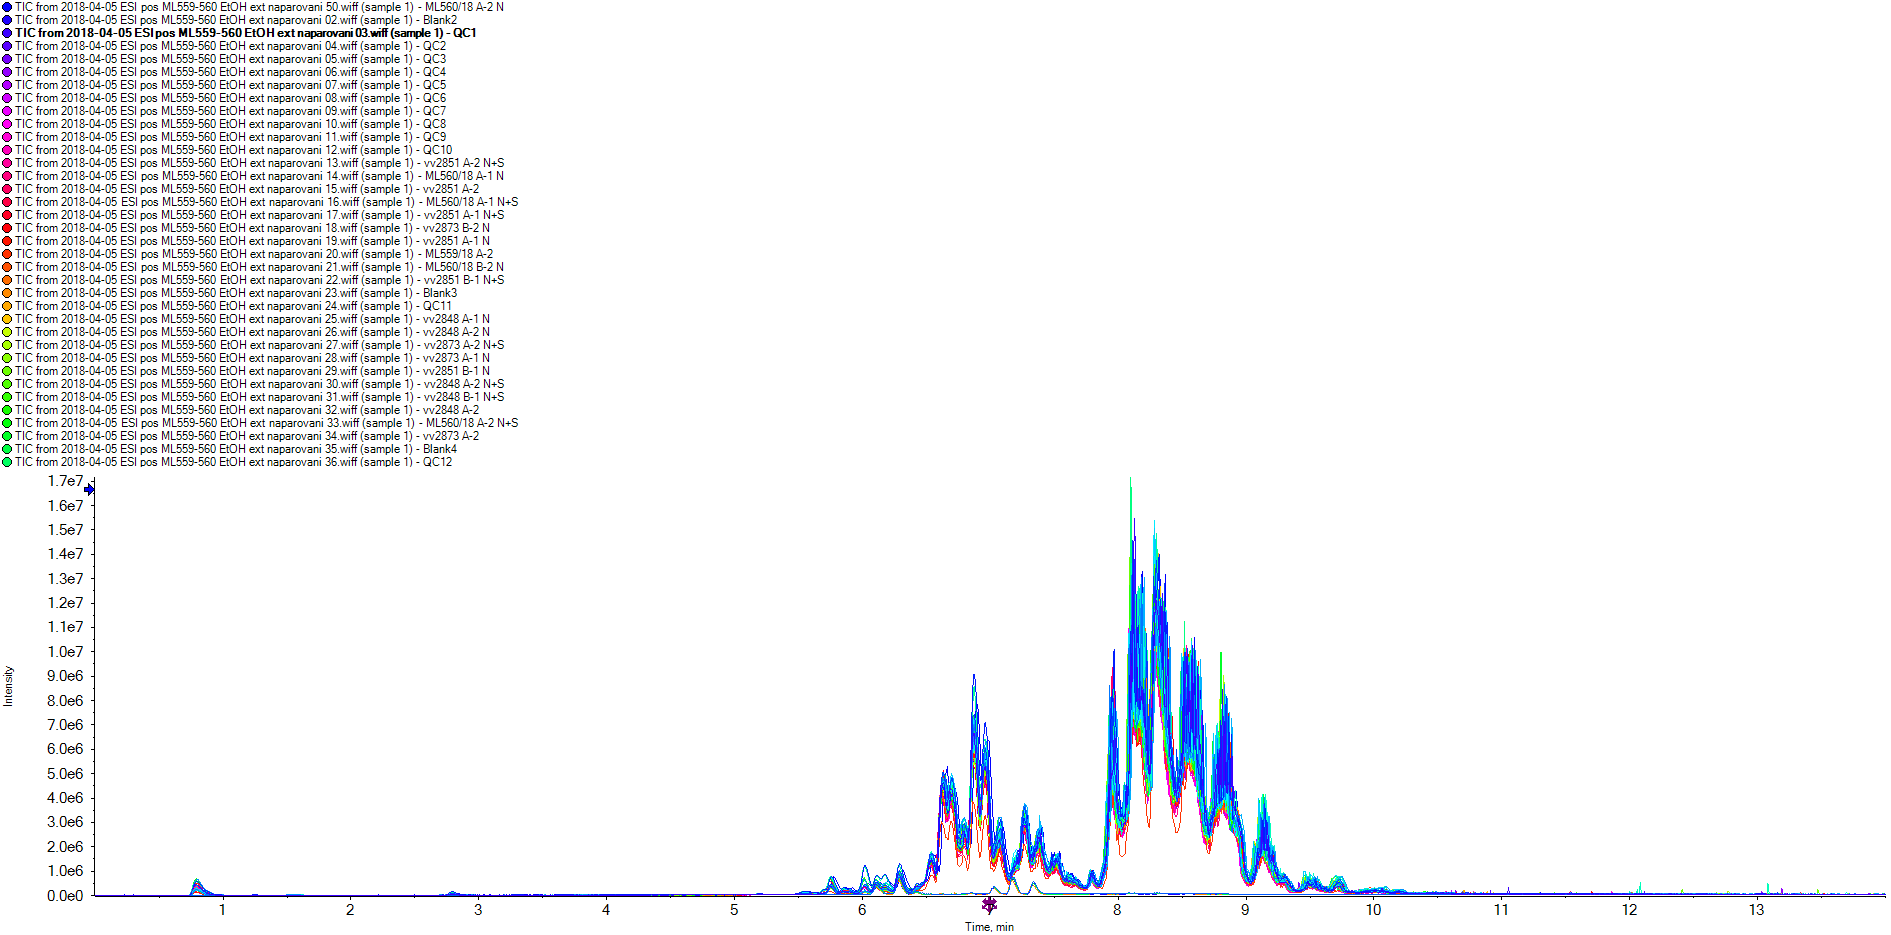 TIC from 2018-04-05 ESI pos ML559-560 EtOH ext naparovani 50.wiff (sample 1) - ML560/18 A-2 N
TIC from 2018-04-05 ESI pos ML559-560 EtOH ext naparovani 02.wiff (sample 1) - Blank2
TIC from 2018-04-05 ESI pos ML559-560 EtOH ext naparovani 03.wiff (sample 1) - QC1
TIC from 2018-04-05 ESI pos ML559-560 EtOH ext naparovani 04.wiff (sample 1) - QC2
TIC from 2018-04-05 ESI pos ML559-560 EtOH ext naparovani 05.wiff (sample 1) - QC3
TIC from 2018-04-05 ESI pos ML559-560 EtOH ext naparovani 06.wiff (sample 1) - QC4
TIC from 2018-04-05 ESI pos ML559-560 EtOH ext naparovani 07.wiff (sample 1) - QC5
TIC from 2018-04-05 ESI pos ML559-560 EtOH ext naparovani 08.wiff (sample 1) - QC6
TIC from 2018-04-05 ESI pos ML559-560 EtOH ext naparovani 09.wiff (sample 1) - QC7
TIC from 2018-04-05 ESI pos ML559-560 EtOH ext naparovani 10.wiff (sample 1) - QC8
TIC from 2018-04-05 ESI pos ML559-560 EtOH ext naparovani 11.wiff (sample 1) - QC9
TIC from 2018-04-05 ESI pos ML559-560 EtOH ext naparovani 12.wiff (sample 1) - QC10
TIC from 2018-04-05 ESI pos ML559-560 EtOH ext naparovani 13.wiff (sample 1) - vv2851 A-2 N+S
TIC from 2018-04-05 ESI pos ML559-560 EtOH ext naparovani 14.wiff (sample 1) - ML560/18 A-1 N
TIC from 2018-04-05 ESI pos ML559-560 EtOH ext naparovani 15.wiff (sample 1) - vv2851 A-2
TIC from 2018-04-05 ESI pos ML559-560 EtOH ext naparovani 16.wiff (sample 1) - ML560/18 A-1 N+S
TIC from 2018-04-05 ESI pos ML559-560 EtOH ext naparovani 17.wiff (sample 1) - vv2851 A-1 N+S
TIC from 2018-04-05 ESI pos ML559-560 EtOH ext naparovani 18.wiff (sample 1) - vv2873 B-2 N
TIC from 2018-04-05 ESI pos ML559-560 EtOH ext naparovani 19.wiff (sample 1) - vv2851 A-1 N
TIC from 2018-04-05 ESI pos ML559-560 EtOH ext naparovani 20.wiff (sample 1) - ML559/18 A-2
TIC from 2018-04-05 ESI pos ML559-560 EtOH ext naparovani 21.wiff (sample 1) - ML560/18 B-2 N
TIC from 2018-04-05 ESI pos ML559-560 EtOH ext naparovani 22.wiff (sample 1) - vv2851 B-1 N+S
TIC from 2018-04-05 ESI pos ML559-560 EtOH ext naparovani 23.wiff (sample 1) - Blank3
TIC from 2018-04-05 ESI pos ML559-560 EtOH ext naparovani 24.wiff (sample 1) - QC11
TIC from 2018-04-05 ESI pos ML559-560 EtOH ext naparovani 25.wiff (sample 1) - vv2848 A-1 N
TIC from 2018-04-05 ESI pos ML559-560 EtOH ext naparovani 26.wiff (sample 1) - vv2848 A-2 N
TIC from 2018-04-05 ESI pos ML559-560 EtOH ext naparovani 27.wiff (sample 1) - vv2873 A-2 N+S
TIC from 2018-04-05 ESI pos ML559-560 EtOH ext naparovani 28.wiff (sample 1) - vv2873 A-1 N
TIC from 2018-04-05 ESI pos ML559-560 EtOH ext naparovani 29.wiff (sample 1) - vv2851 B-1 N
TIC from 2018-04-05 ESI pos ML559-560 EtOH ext naparovani 30.wiff (sample 1) - vv2848 A-2 N+S
TIC from 2018-04-05 ESI pos ML559-560 EtOH ext naparovani 31.wiff (sample 1) - vv2848 B-1 N+S
TIC from 2018-04-05 ESI pos ML559-560 EtOH ext naparovani 32.wiff (sample 1) - vv2848 A-2
TIC from 2018-04-05 ESI pos ML559-560 EtOH ext naparovani 33.wiff (sample 1) - ML560/18 A-2 N+S
TIC from 2018-04-05 ESI pos ML559-560 EtOH ext naparovani 34.wiff (sample 1) - vv2873 A-2
TIC from 2018-04-05 ESI pos ML559-560 EtOH ext naparovani 35.wiff (sample 1) - Blank4
TIC from 2018-04-05 ESI pos ML559-560 EtOH ext naparovani 36.wiff (sample 1) - QC12
1.7e7
1.6e7
1.5e7
1.4e7
1.3e7
1.2e7
1.1e7
1.0e7
9.0e6
8.0e6
7.0e6
6.0e6
5.0e6
4.0e6
3.0e6
2.0e6
1.0e6
0.0e0
Intensity
1 2 3 4 5 6 8 9 10 11 12 13
Time, min